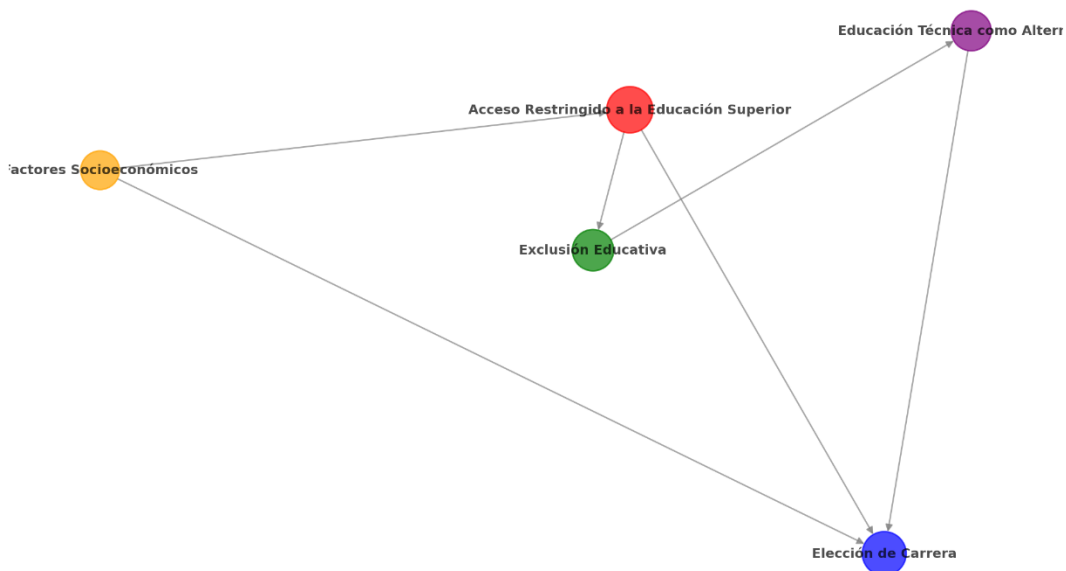 Educación Técnica como Altern
Acceso Restringido a la Educación Superior
Factores Socioeconómicos
Exclusión Educativa
Elección de Carrera